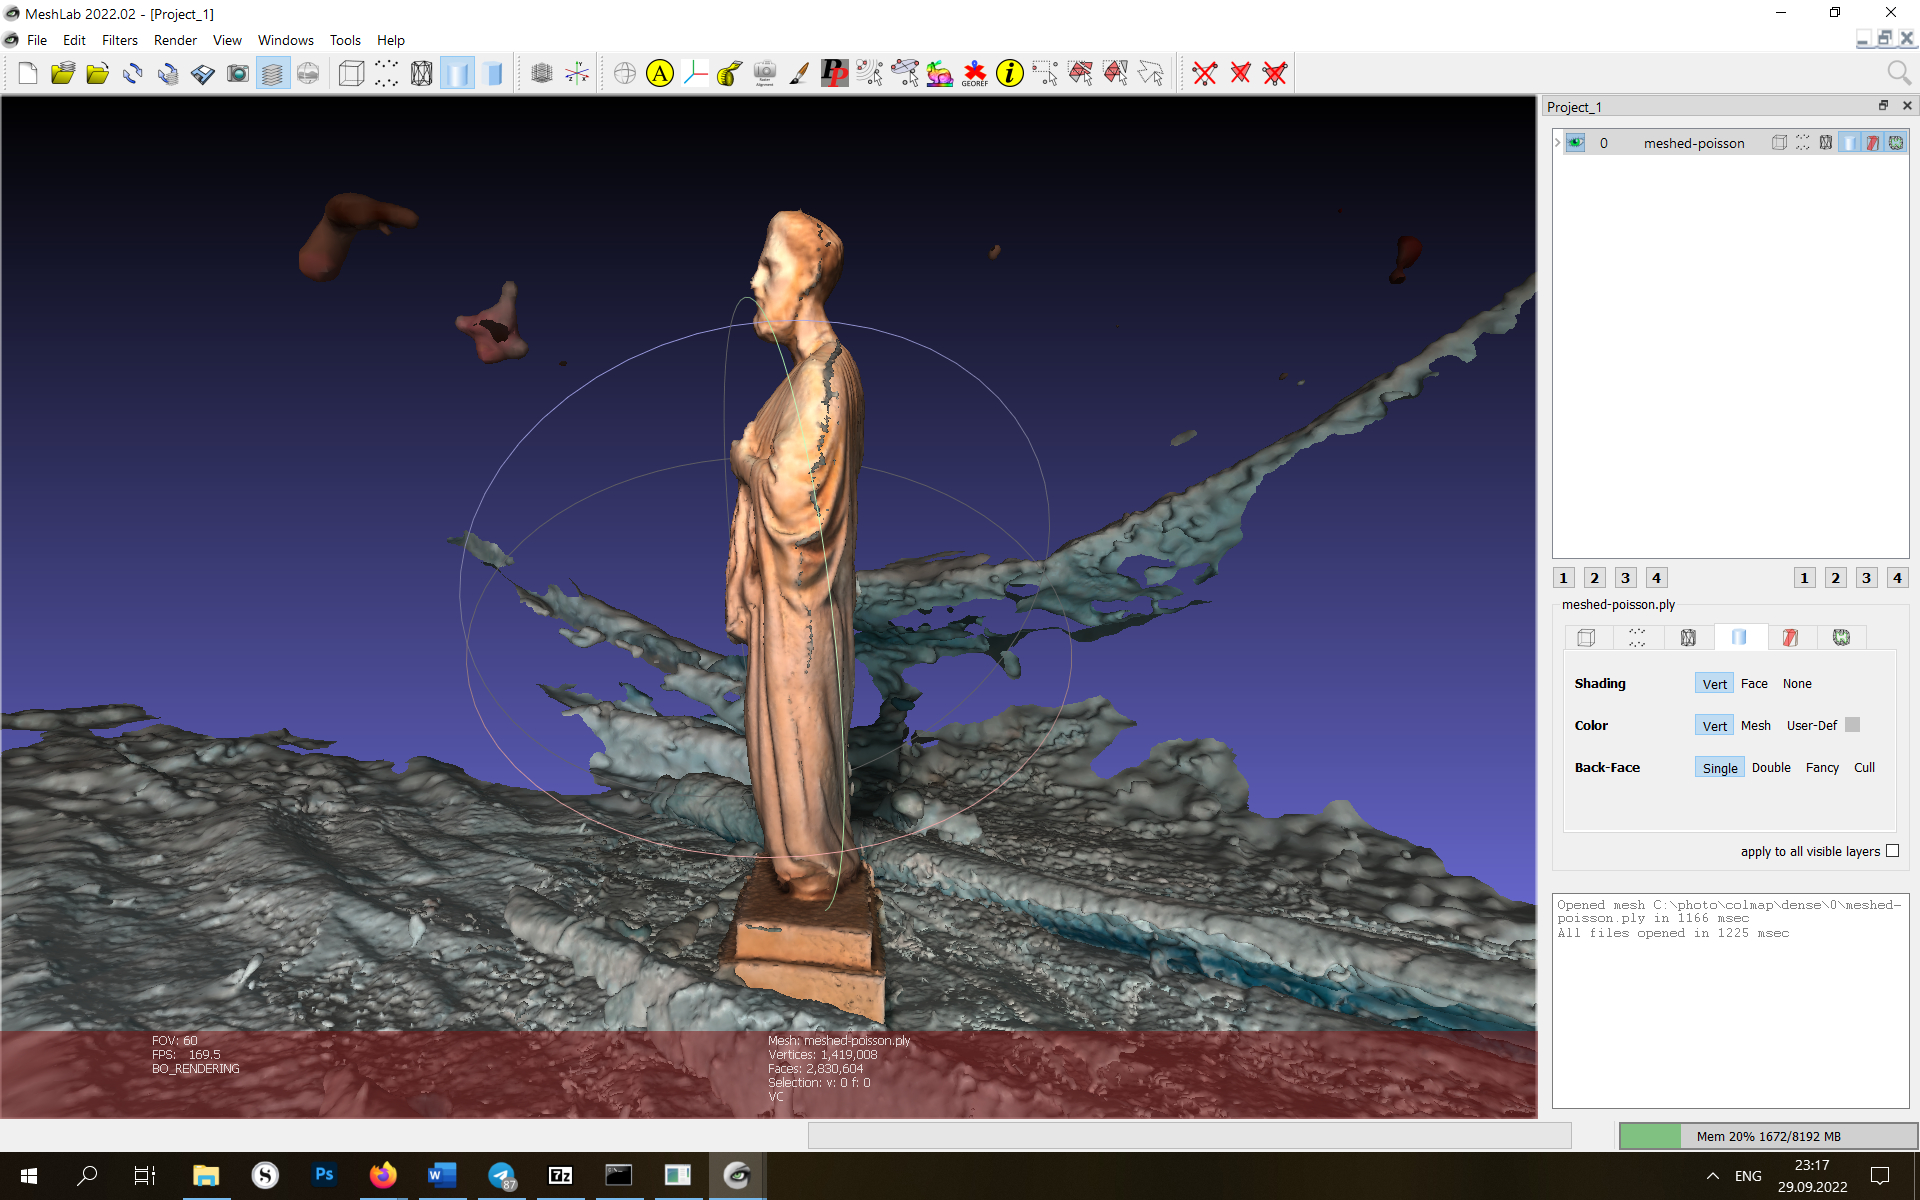 MeshLab 2022.02 - [Project_1]
File Edit Filters Render View Windows Tools Help
A
PP
GEOREF
i
Project_1
0 meshed-poisson
1 2 3 4 1 2 3 4
meshed-poisson.ply
Shading Vert Face None
Color Vert Mesh User-Def
Back-Face Single Double Fancy Cull
apply to all visible layers
Opened mesh C:\photo\colmap\dense\0\meshed-
poisson.ply in 1166 msec
All files opened in 1225 msec
FOV: 60
FPS: 169.5
BO_RENDERING
Mesh: meshed-poisson.ply
Vertices: 1,419,008
Faces: 2,830,604
Selection: v: 0 f: 0
VC
Mem 20% 1672/8192 MB
S Ps W 87 7z
ENG
23:17
29.09.2022